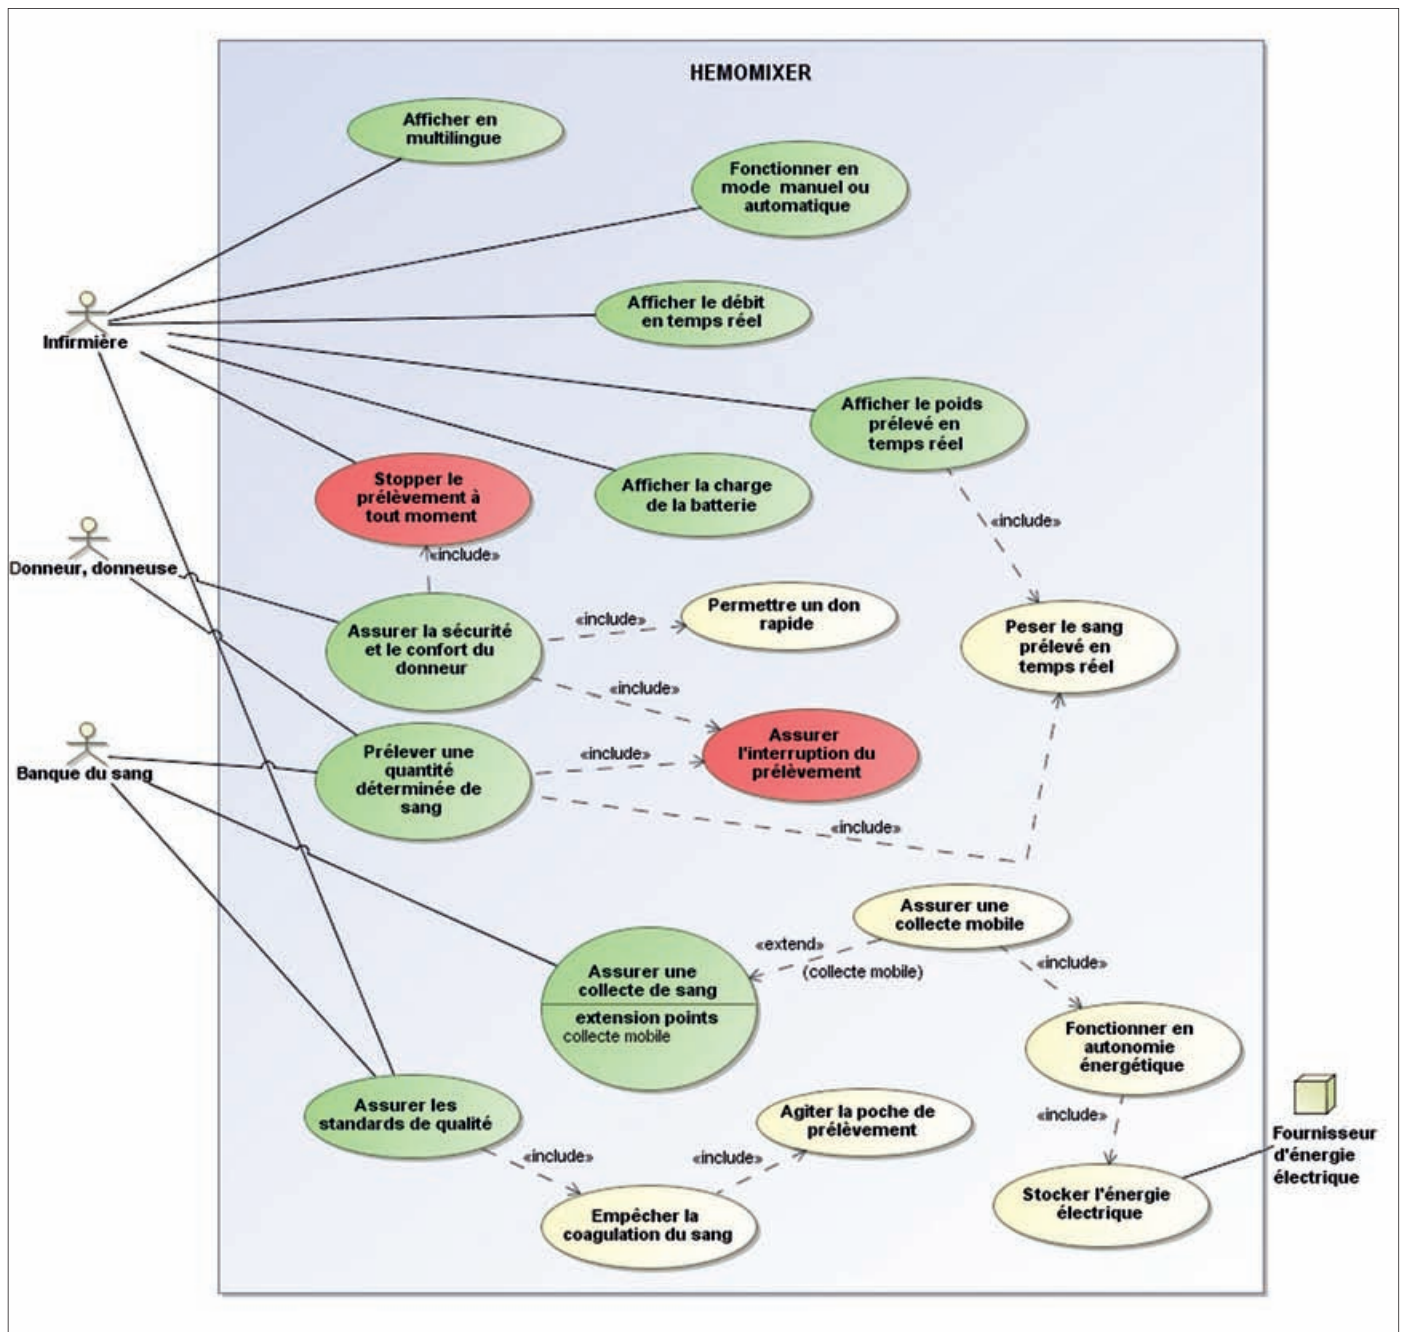 HEMOMIXER
Afficher en
multilingue
Fonctionner en
mode manuel ou
automatique
Afficher le débit
en temps réel
Infirmière
Afficher le poids
prélevé en
temps réel
Stopper le
prélèvement à
tout moment
Afficher la charge
de la batterie
«include»
«include»
Donneur, donneuse
Assurer la sécurité
et le confort du
donneur
«include»
Permettre un don
rapide
Peser le sang
prélevé en
temps réel
«include»
Banque du sang
Prélever une
quantité
déterminée de
sang
«include»
Assurer
l'interruption du
prélèvement
«include»
Assurer une
collecte mobile
«extend»
(collecte mobile)
«include»
Assurer une
collecte de sang
extension points
collecte mobile
Fonctionner en
autonomie
énergétique
Assurer les
standards de qualité
Agiter la poche de
prélèvement
«include»
Fournisseur
d'énergie
électrique
«include»
«include»
Stocker l'énergie
électrique
Empêcher la
coagulation du sang